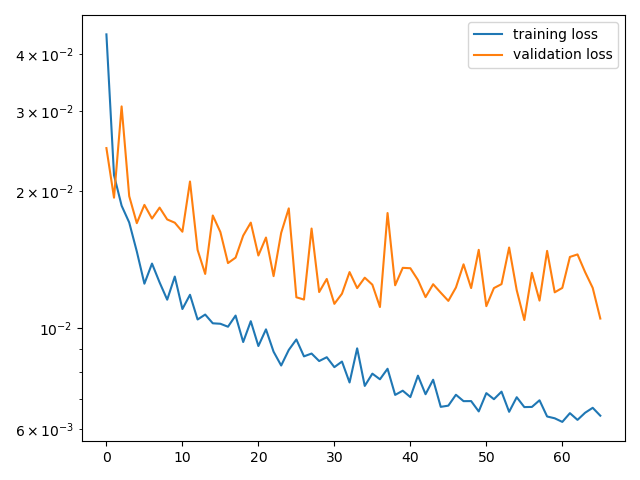 training loss
validation loss
4 × 10⁻²
3 × 10⁻²
2 × 10⁻²
10⁻²
6 × 10⁻³
0 10 20 30 40 50 60